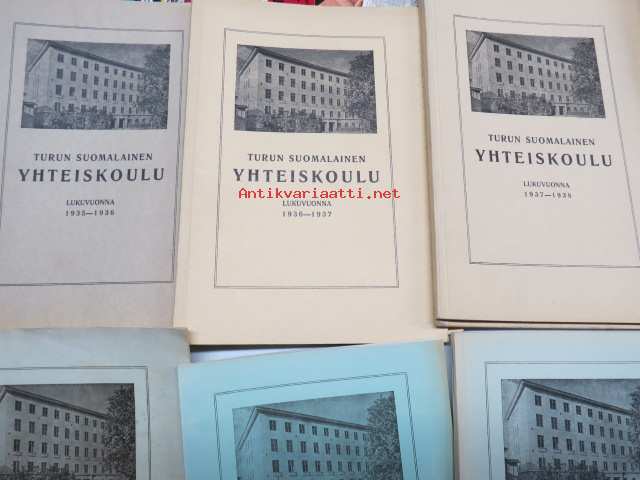 TURUN SUOMALAINEN
YHTEISKOULU
LUKUVUONNA
1935—1936
TURUN SUOMALAINEN
YHTEISKOULU
Antikvariaatti.net
LUKUVUONNA
1936—1937
TURUN SUOMALAINEN
YHTEISKOULU
LUKUVUONNA
1937—1938